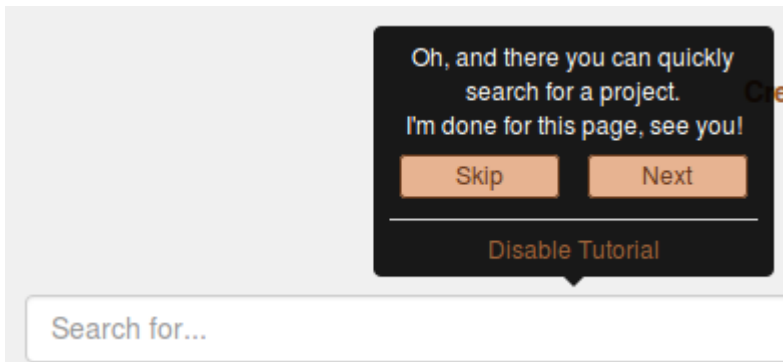 Oh, and there you can quickly
search for a project.
Cre
I'm done for this page, see you!
Skip Next
Disable Tutorial
Search for...